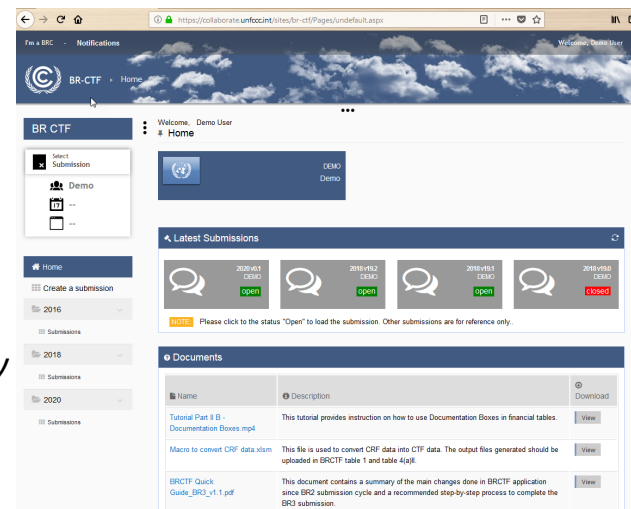 https://collaborate.unfccc.int/sites/br-ctf/Pages/undefault.aspx
I'm a BRC - Notifications
Welcome, Demo User
BR-CTF Home
BR CTF
Welcome, Demo User
Home
Select
Submission
Demo
17 --
--
DEMO
Demo
Latest Submissions
2020 v0.1
DEMO
open
2018 v19.2
DEMO
open
2018 v19.1
DEMO
open
2018 v19.0
DEMO
closed
NOTE: Please click to the status "Open" to load the submission. Other submissions are for reference only..
Home
Create a submission
2016
Submissions
2018
Submissions
2020
Submissions
Documents
Name Description Download
Tutorial Part II B -
Documentation Boxes.mp4
This tutorial provides instruction on how to use Documentation Boxes in financial tables.
View
Macro to convert CRF data.xlsm
This file is used to convert CRF data into CTF data. The output files generated should be
uploaded in BRCTF table 1 and table 4(a)II.
View
BRCTF Quick
Guide_BR3_v1.1.pdf
This document contains a summary of the main changes done in BRCTF application
since BR2 submission cycle and a recommended step-by-step process to complete the
BR3 submission.
View